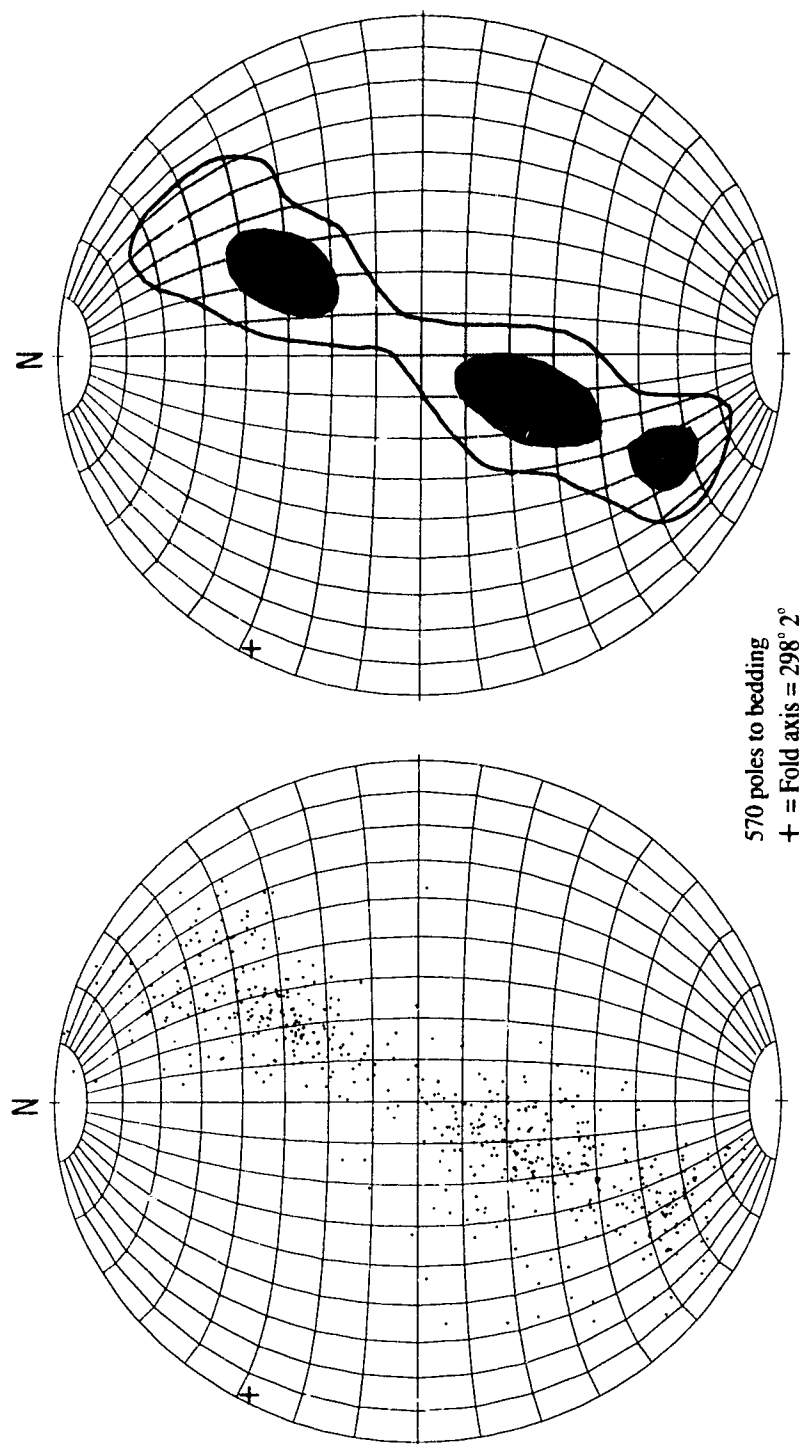 N
N
570 poles to bedding
+ = Fold axis = 298° 2°